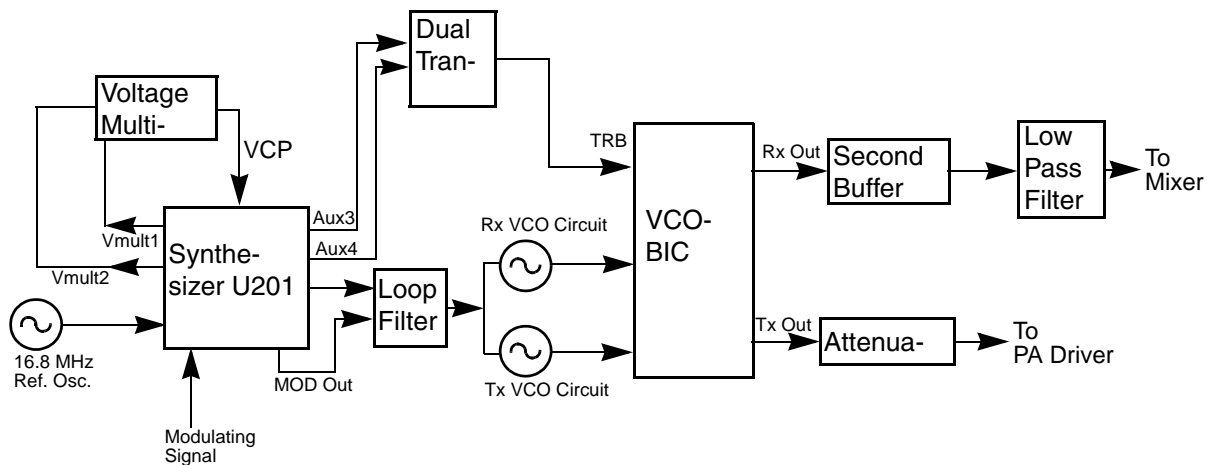 Dual
Tran-
Voltage
Multi-
VCP
TRB
Rx Out
Second
Buffer
Low
Pass
Filter
To
Mixer
Aux3
Aux4
Vmult1
Vmult2
Synthe-
sizer U201
Rx VCO Circuit
VCO-
BIC
Loop
Filter
16.8 MHz
Ref. Osc.
MOD Out
Tx VCO Circuit
Tx Out
Attenua-
To
PA Driver
Modulating
Signal